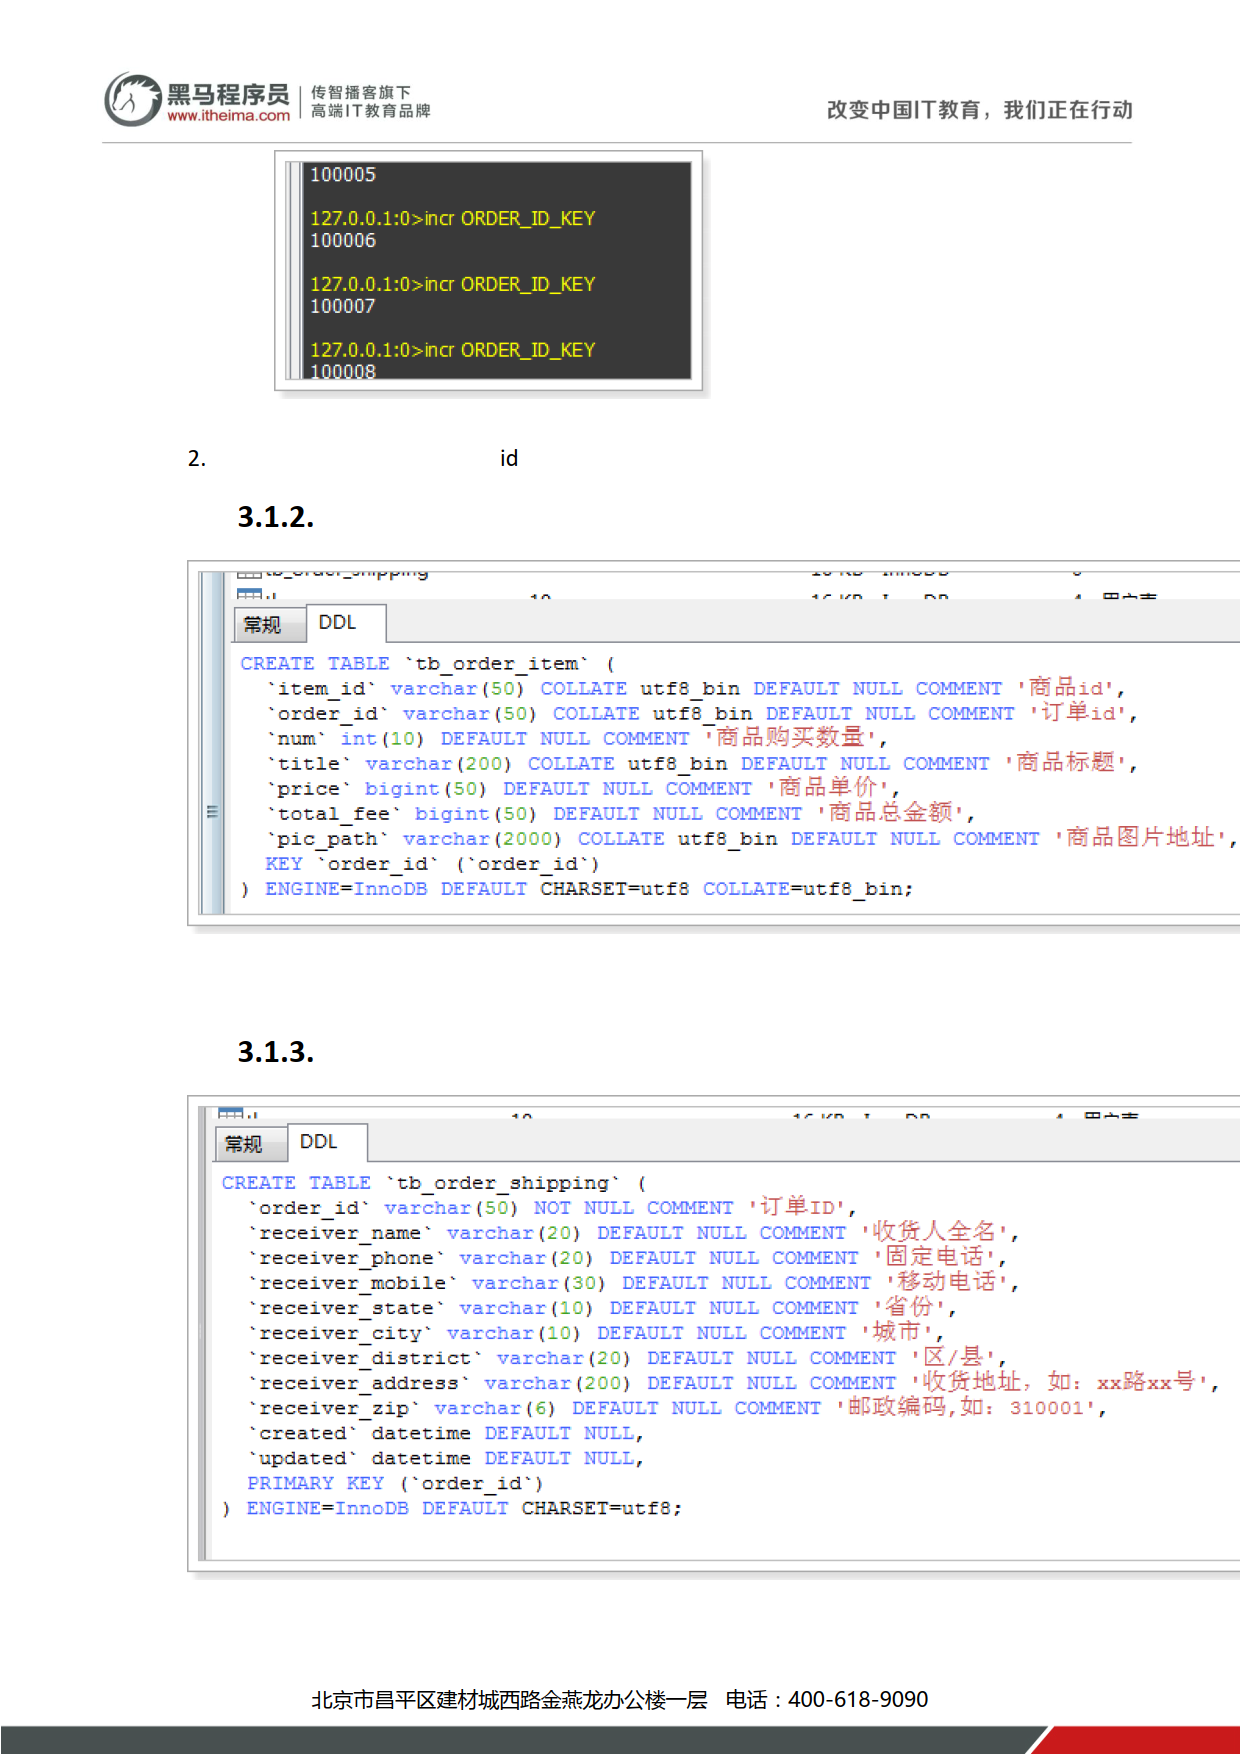 黑马程序员
www.itheima.com
传智播客旗下
高端IT教育品牌
改变中国IT教育，我们正在行动
100005
127.0.0.1:0>incr ORDER_ID_KEY
100006
127.0.0.1:0>incr ORDER_ID_KEY
100007
127.0.0.1:0>incr ORDER_ID_KEY
100008
2. id
3.1.2.
tb_order_shipping 16 KB InnoDB 0
常规 DDL
CREATE TABLE `tb_order_item` (
`item_id` varchar(50) COLLATE utf8_bin DEFAULT NULL COMMENT '商品id',
`order_id` varchar(50) COLLATE utf8_bin DEFAULT NULL COMMENT '订单id',
`num` int(10) DEFAULT NULL COMMENT '商品购买数量',
`title` varchar(200) COLLATE utf8_bin DEFAULT NULL COMMENT '商品标题',
`price` bigint(50) DEFAULT NULL COMMENT '商品单价',
`total_fee` bigint(50) DEFAULT NULL COMMENT '商品总金额',
`pic_path` varchar(2000) COLLATE utf8_bin DEFAULT NULL COMMENT '商品图片地址',
KEY `order_id` (`order_id`)
) ENGINE=InnoDB DEFAULT CHARSET=utf8 COLLATE=utf8_bin;
3.1.3.
常规 DDL
CREATE TABLE `tb_order_shipping` (
`order_id` varchar(50) NOT NULL COMMENT '订单ID',
`receiver_name` varchar(20) DEFAULT NULL COMMENT '收货人全名',
`receiver_phone` varchar(20) DEFAULT NULL COMMENT '固定电话',
`receiver_mobile` varchar(30) DEFAULT NULL COMMENT '移动电话',
`receiver_state` varchar(10) DEFAULT NULL COMMENT '省份',
`receiver_city` varchar(10) DEFAULT NULL COMMENT '城市',
`receiver_district` varchar(20) DEFAULT NULL COMMENT '区/县',
`receiver_address` varchar(200) DEFAULT NULL COMMENT '收货地址，如：xx路xx号',
`receiver_zip` varchar(6) DEFAULT NULL COMMENT '邮政编码,如：310001',
`created` datetime DEFAULT NULL,
`updated` datetime DEFAULT NULL,
PRIMARY KEY (`order_id`)
) ENGINE=InnoDB DEFAULT CHARSET=utf8;
北京市昌平区建材城西路金燕龙办公楼一层 电话：400-618-9090